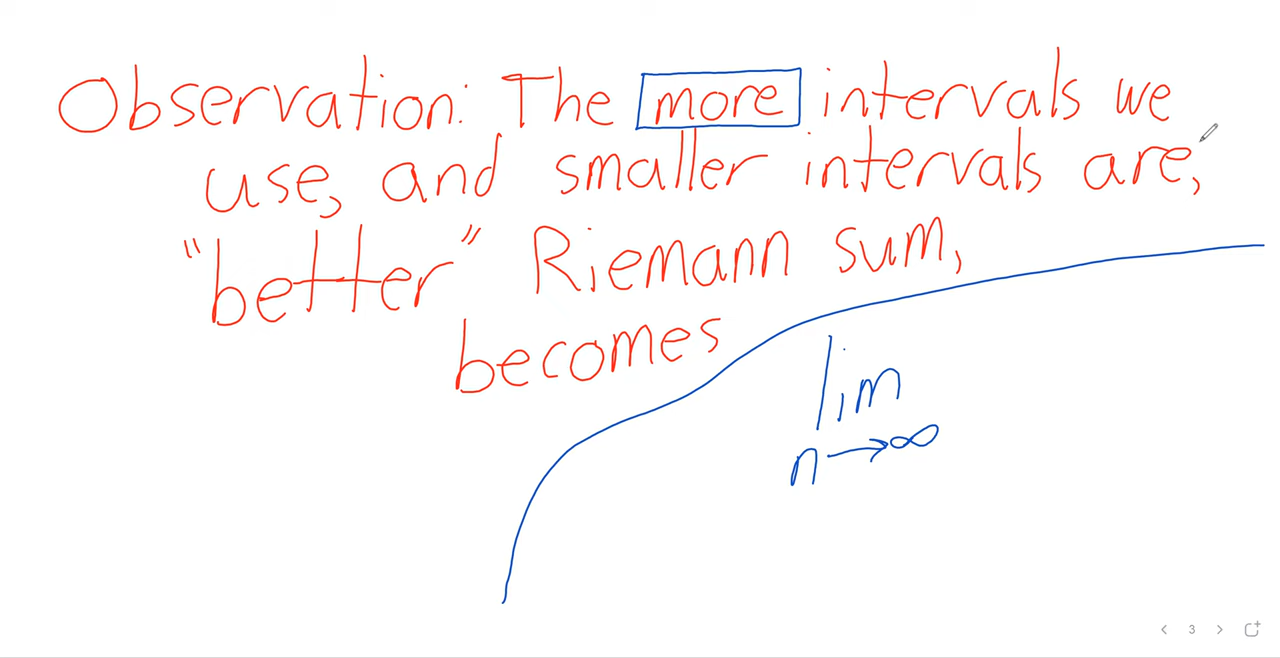 Observation: The more intervals we
use, and smaller intervals are,
"better" Riemann sum,
becomes
lim
n→∞
3